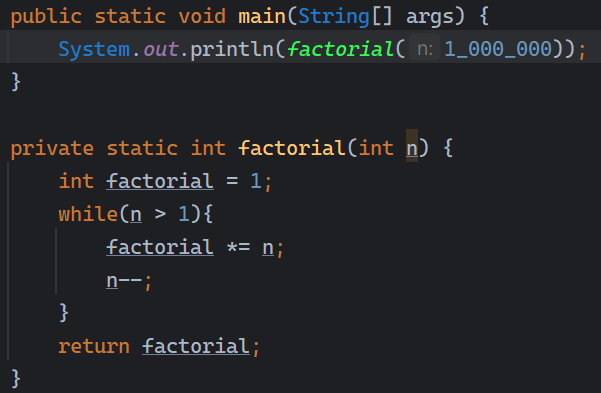 public static void main(String[] args) {
    System.out.println(factorial( n: 1_000_000));
}

private static int factorial(int n) {
    int factorial = 1;
    while(n > 1){
        factorial *= n;
        n--;
    }
    return factorial;
}